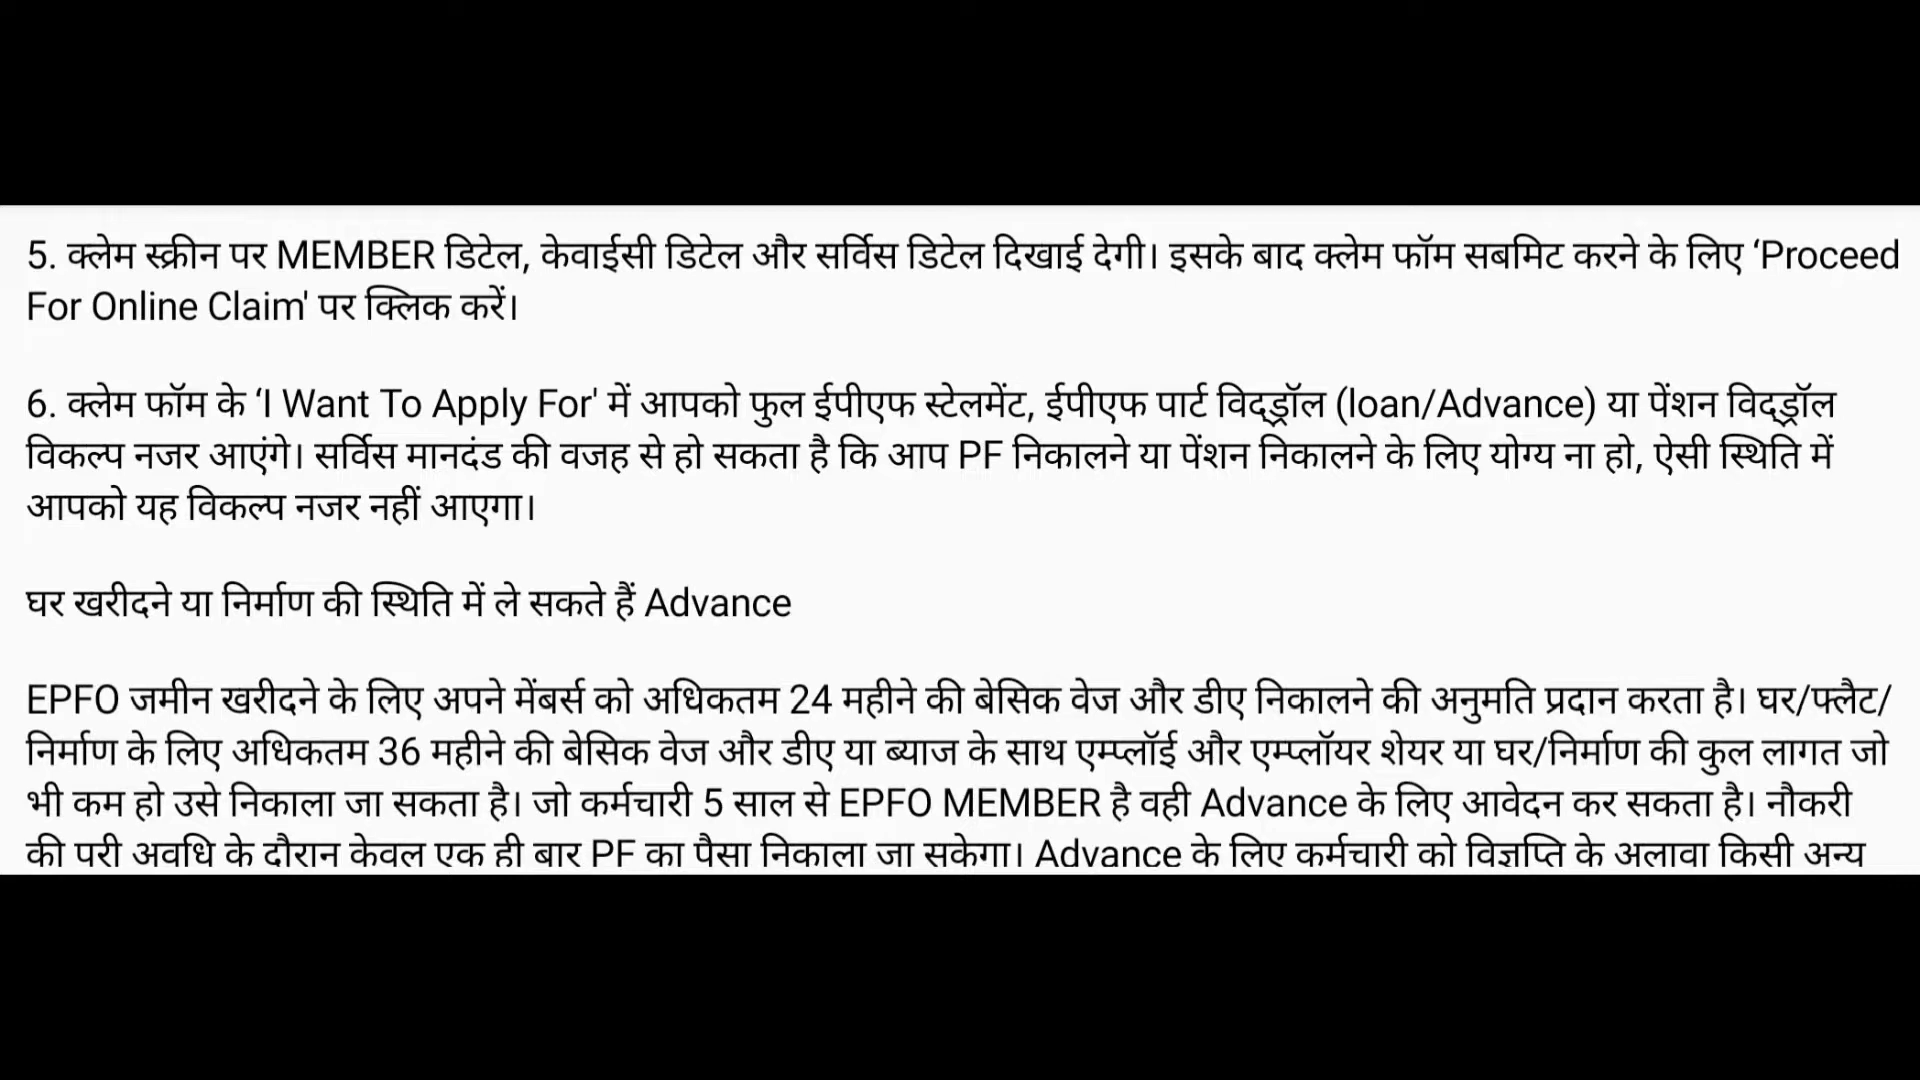 5. क्लेम स्क्रीन पर MEMBER डिटेल, केवाईसी डिटेल और सर्विस डिटेल दिखाई देगी। इसके बाद क्लेम फॉम सबमिट करने के लिए ‘Proceed
For Online Claim' पर क्लिक करें।
6. क्लेम फॉम के ‘I Want To Apply For' में आपको फुल ईपीएफ स्टेलमेंट, ईपीएफ पार्ट विद्ड्रॉल (loan/Advance) या पेंशन विद्ड्रॉल
विकल्प नजर आएंगे। सर्विस मानदंड की वजह से हो सकता है कि आप PF निकालने या पेंशन निकालने के लिए योग्य ना हो, ऐसी स्थिति में
आपको यह विकल्प नजर नहीं आएगा।
घर खरीदने या निर्माण की स्थिति में ले सकते हैं Advance
EPFO जमीन खरीदने के लिए अपने मेंबर्स को अधिकतम 24 महीने की बेसिक वेज और डीए निकालने की अनुमति प्रदान करता है। घर/फ्लैट/
निर्माण के लिए अधिकतम 36 महीने की बेसिक वेज और डीए या ब्याज के साथ एम्प्लॉई और एम्प्लॉयर शेयर या घर/निर्माण की कुल लागत जो
भी कम हो उसे निकाला जा सकता है। जो कर्मचारी 5 साल से EPFO MEMBER है वही Advance के लिए आवेदन कर सकता है। नौकरी
की पूरी अवधि के दौरान केवल एक ही बार PF का पैसा निकाला जा सकेगा। Advance के लिए कर्मचारी को विज्ञप्ति के अलावा किसी अन्य